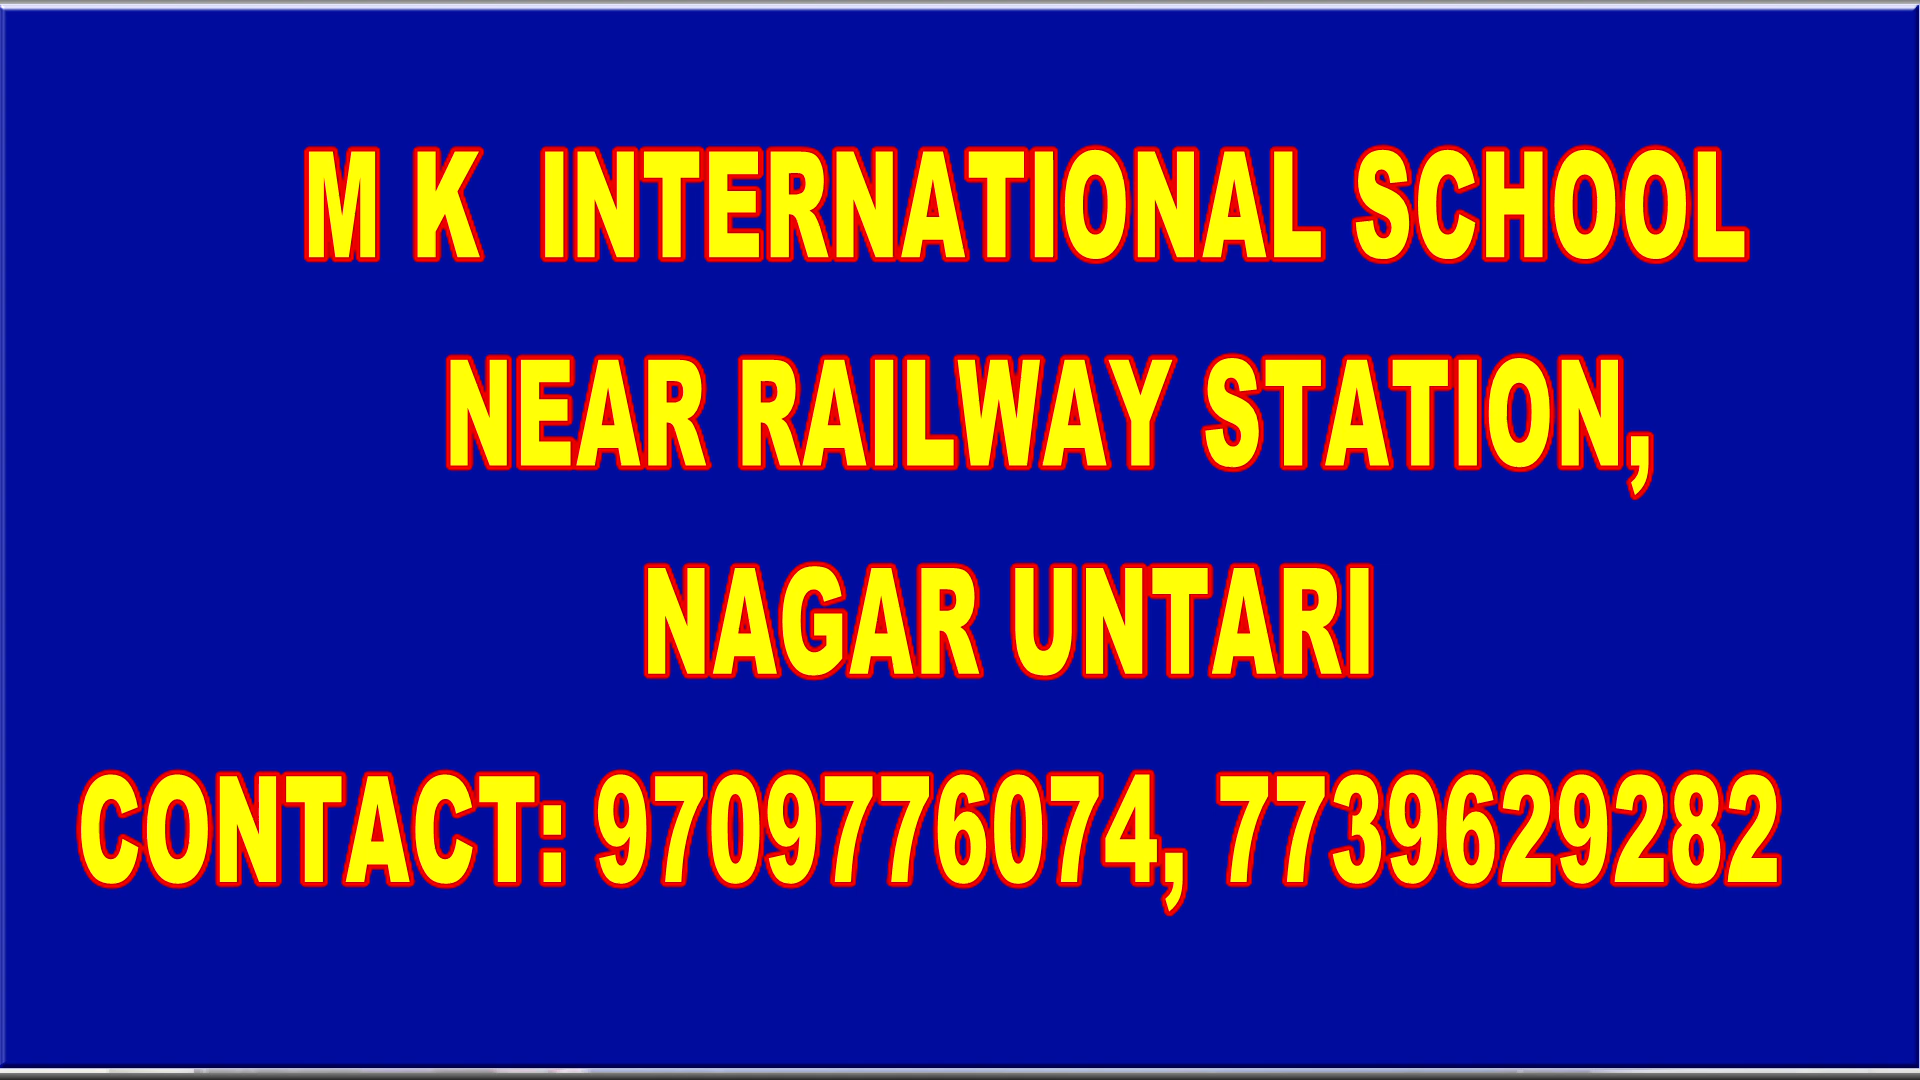 M K INTERNATIONAL SCHOOL
NEAR RAILWAY STATION,
NAGAR UNTARI
CONTACT: 9709776074, 7739629282